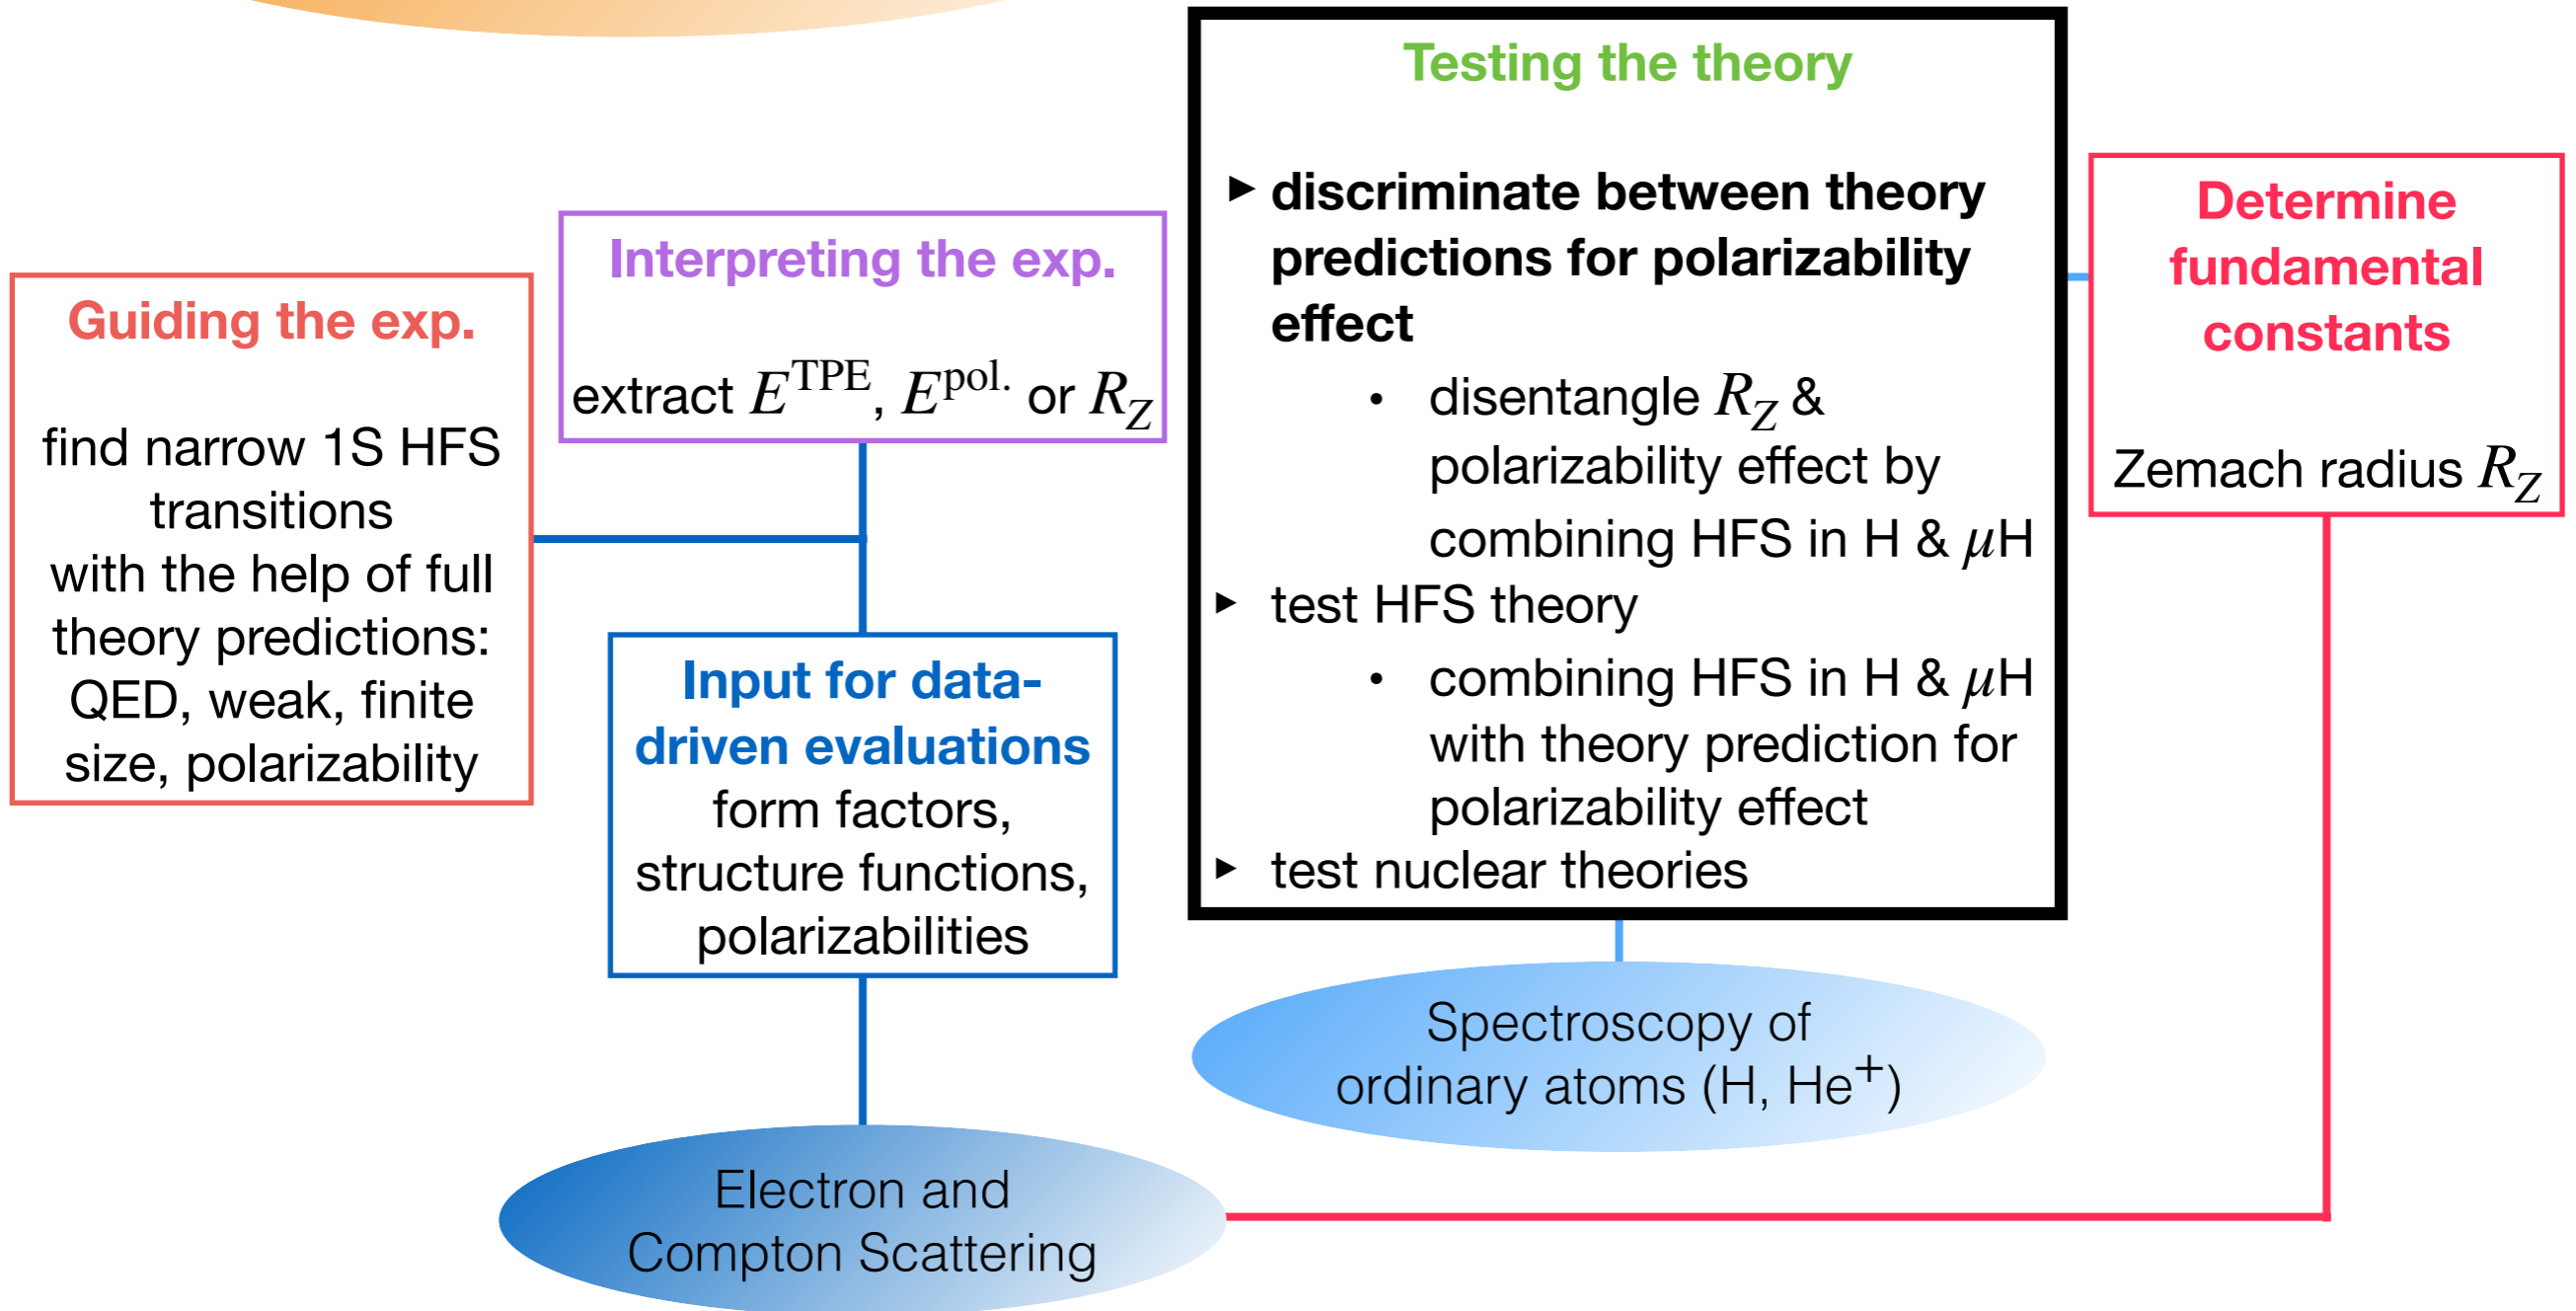 Guiding the exp.
find narrow 1S HFS
transitions
with the help of full
theory predictions:
QED, weak, finite
size, polarizability
Interpreting the exp.
extract E^TPE, E^pol. or R_Z
Input for data-
driven evaluations
form factors,
structure functions,
polarizabilities
Testing the theory
▸ discriminate between theory
predictions for polarizability
effect
• disentangle R_Z &
polarizability effect by
combining HFS in H & μH
▸ test HFS theory
• combining HFS in H & μH
with theory prediction for
polarizability effect
▸ test nuclear theories
Determine
fundamental
constants
Zemach radius R_Z
Spectroscopy of
ordinary atoms (H, He⁺)
Electron and
Compton Scattering